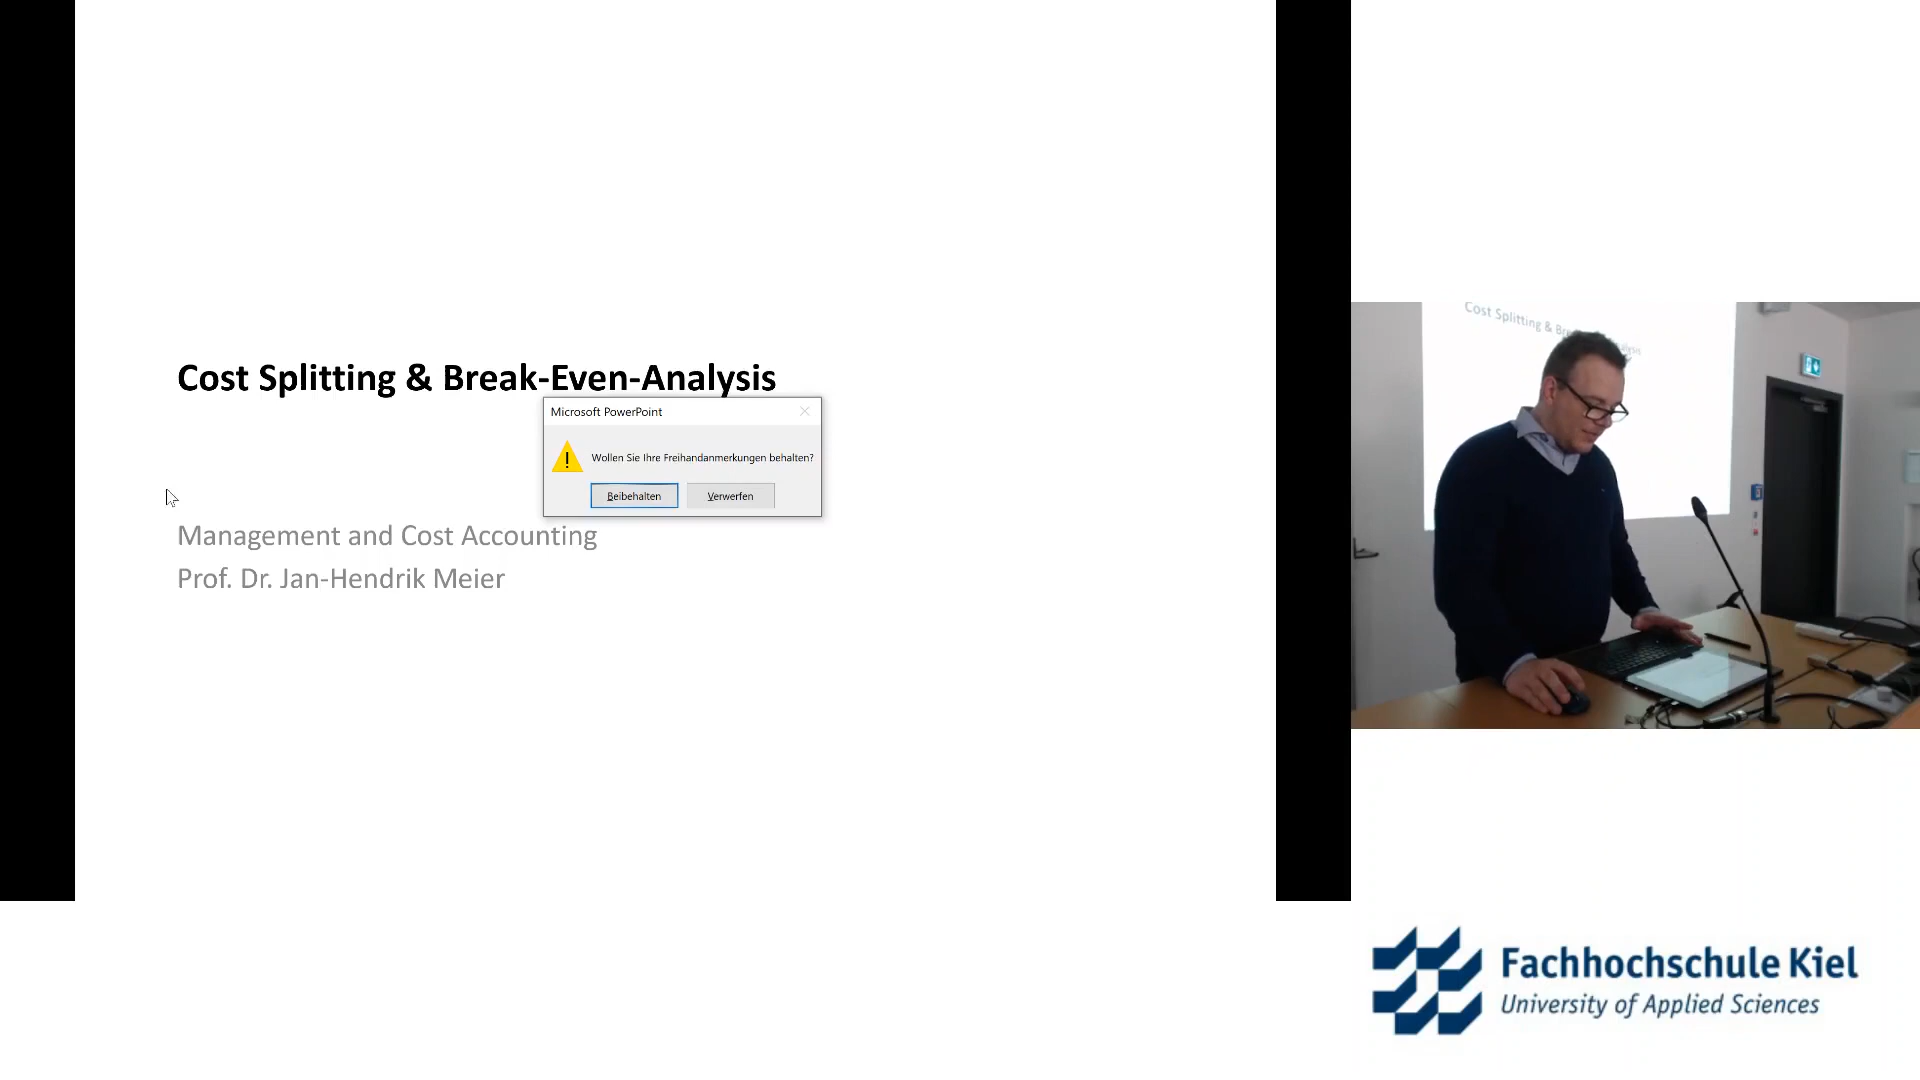 Cost Splitting & Break-Even-Analysis
Microsoft PowerPoint
Wollen Sie Ihre Freihandanmerkungen behalten?
Beibehalten
Verwerfen
Management and Cost Accounting
Prof. Dr. Jan-Hendrik Meier
Cost Splitting & Bre
Fachhochschule Kiel
University of Applied Sciences